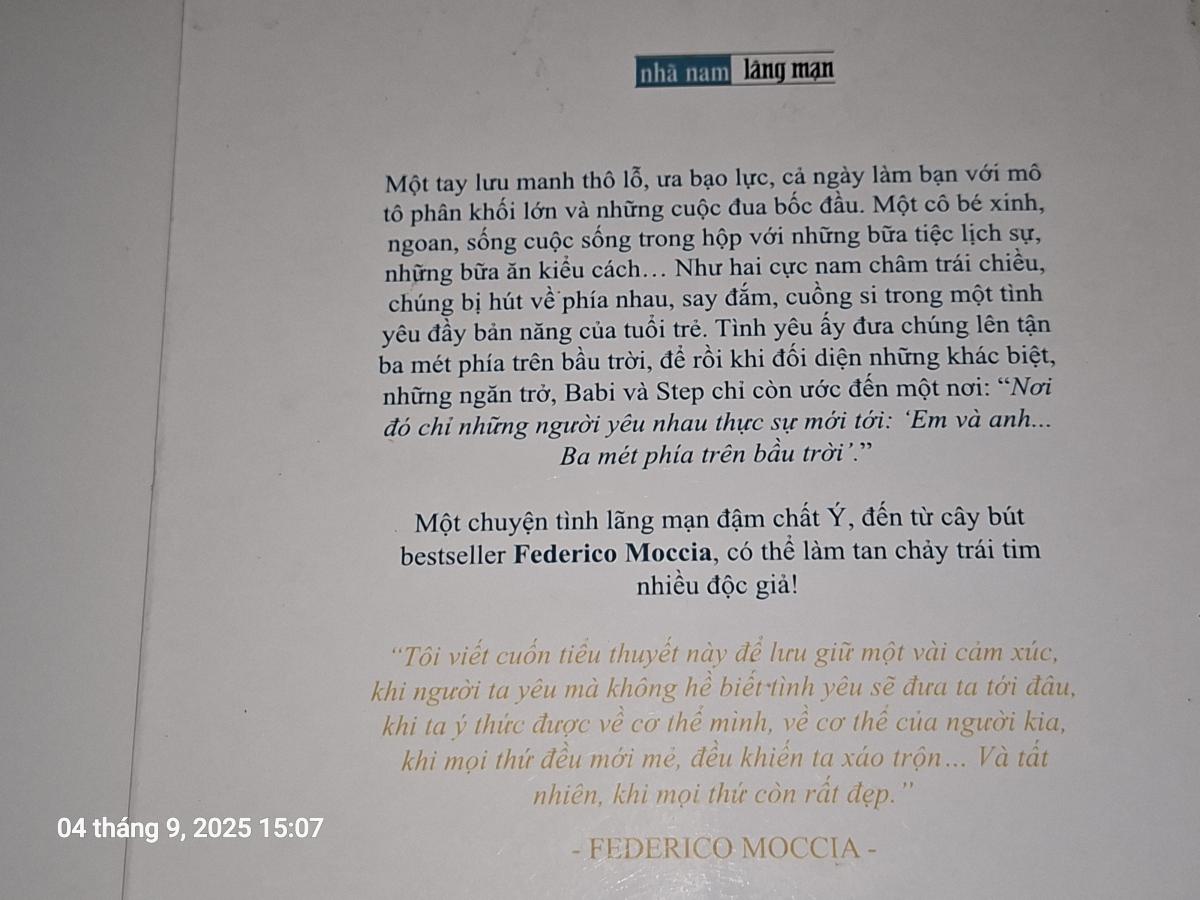 nhã nam lãng mạn
Một tay lưu manh thô lỗ, ưa bạo lực, cả ngày làm bạn với mô
tô phân khối lớn và những cuộc đua bốc đầu. Một cô bé xinh,
ngoan, sống cuộc sống trong hộp với những bữa tiệc lịch sự,
những bữa ăn kiểu cách... Như hai cực nam châm trái chiều,
chúng bị hút về phía nhau, say đắm, cuồng si trong một tình
yêu đầy bản năng của tuổi trẻ. Tình yêu ấy đưa chúng lên tận
ba mét phía trên bầu trời, để rồi khi đối diện những khác biệt,
những ngăn trở, Babi và Step chỉ còn ước đến một nơi: “Nơi
đó chỉ những người yêu nhau thực sự mới tới: ‘Em và anh...
Ba mét phía trên bầu trời’.”
Một chuyện tình lãng mạn đậm chất Ý, đến từ cây bút
bestseller Federico Moccia, có thể làm tan chảy trái tim
nhiều độc giả!
“Tôi viết cuốn tiểu thuyết này để lưu giữ một vài cảm xúc,
khi người ta yêu mà không hề biết tình yêu sẽ đưa ta tới đâu,
khi ta ý thức được về cơ thể mình, về cơ thể của người kia,
khi mọi thứ đều mới mẻ, đều khiến ta xáo trộn... Và tất
nhiên, khi mọi thứ còn rất đẹp.”
- FEDERICO MOCCIA -
04 tháng 9, 2025 15:07